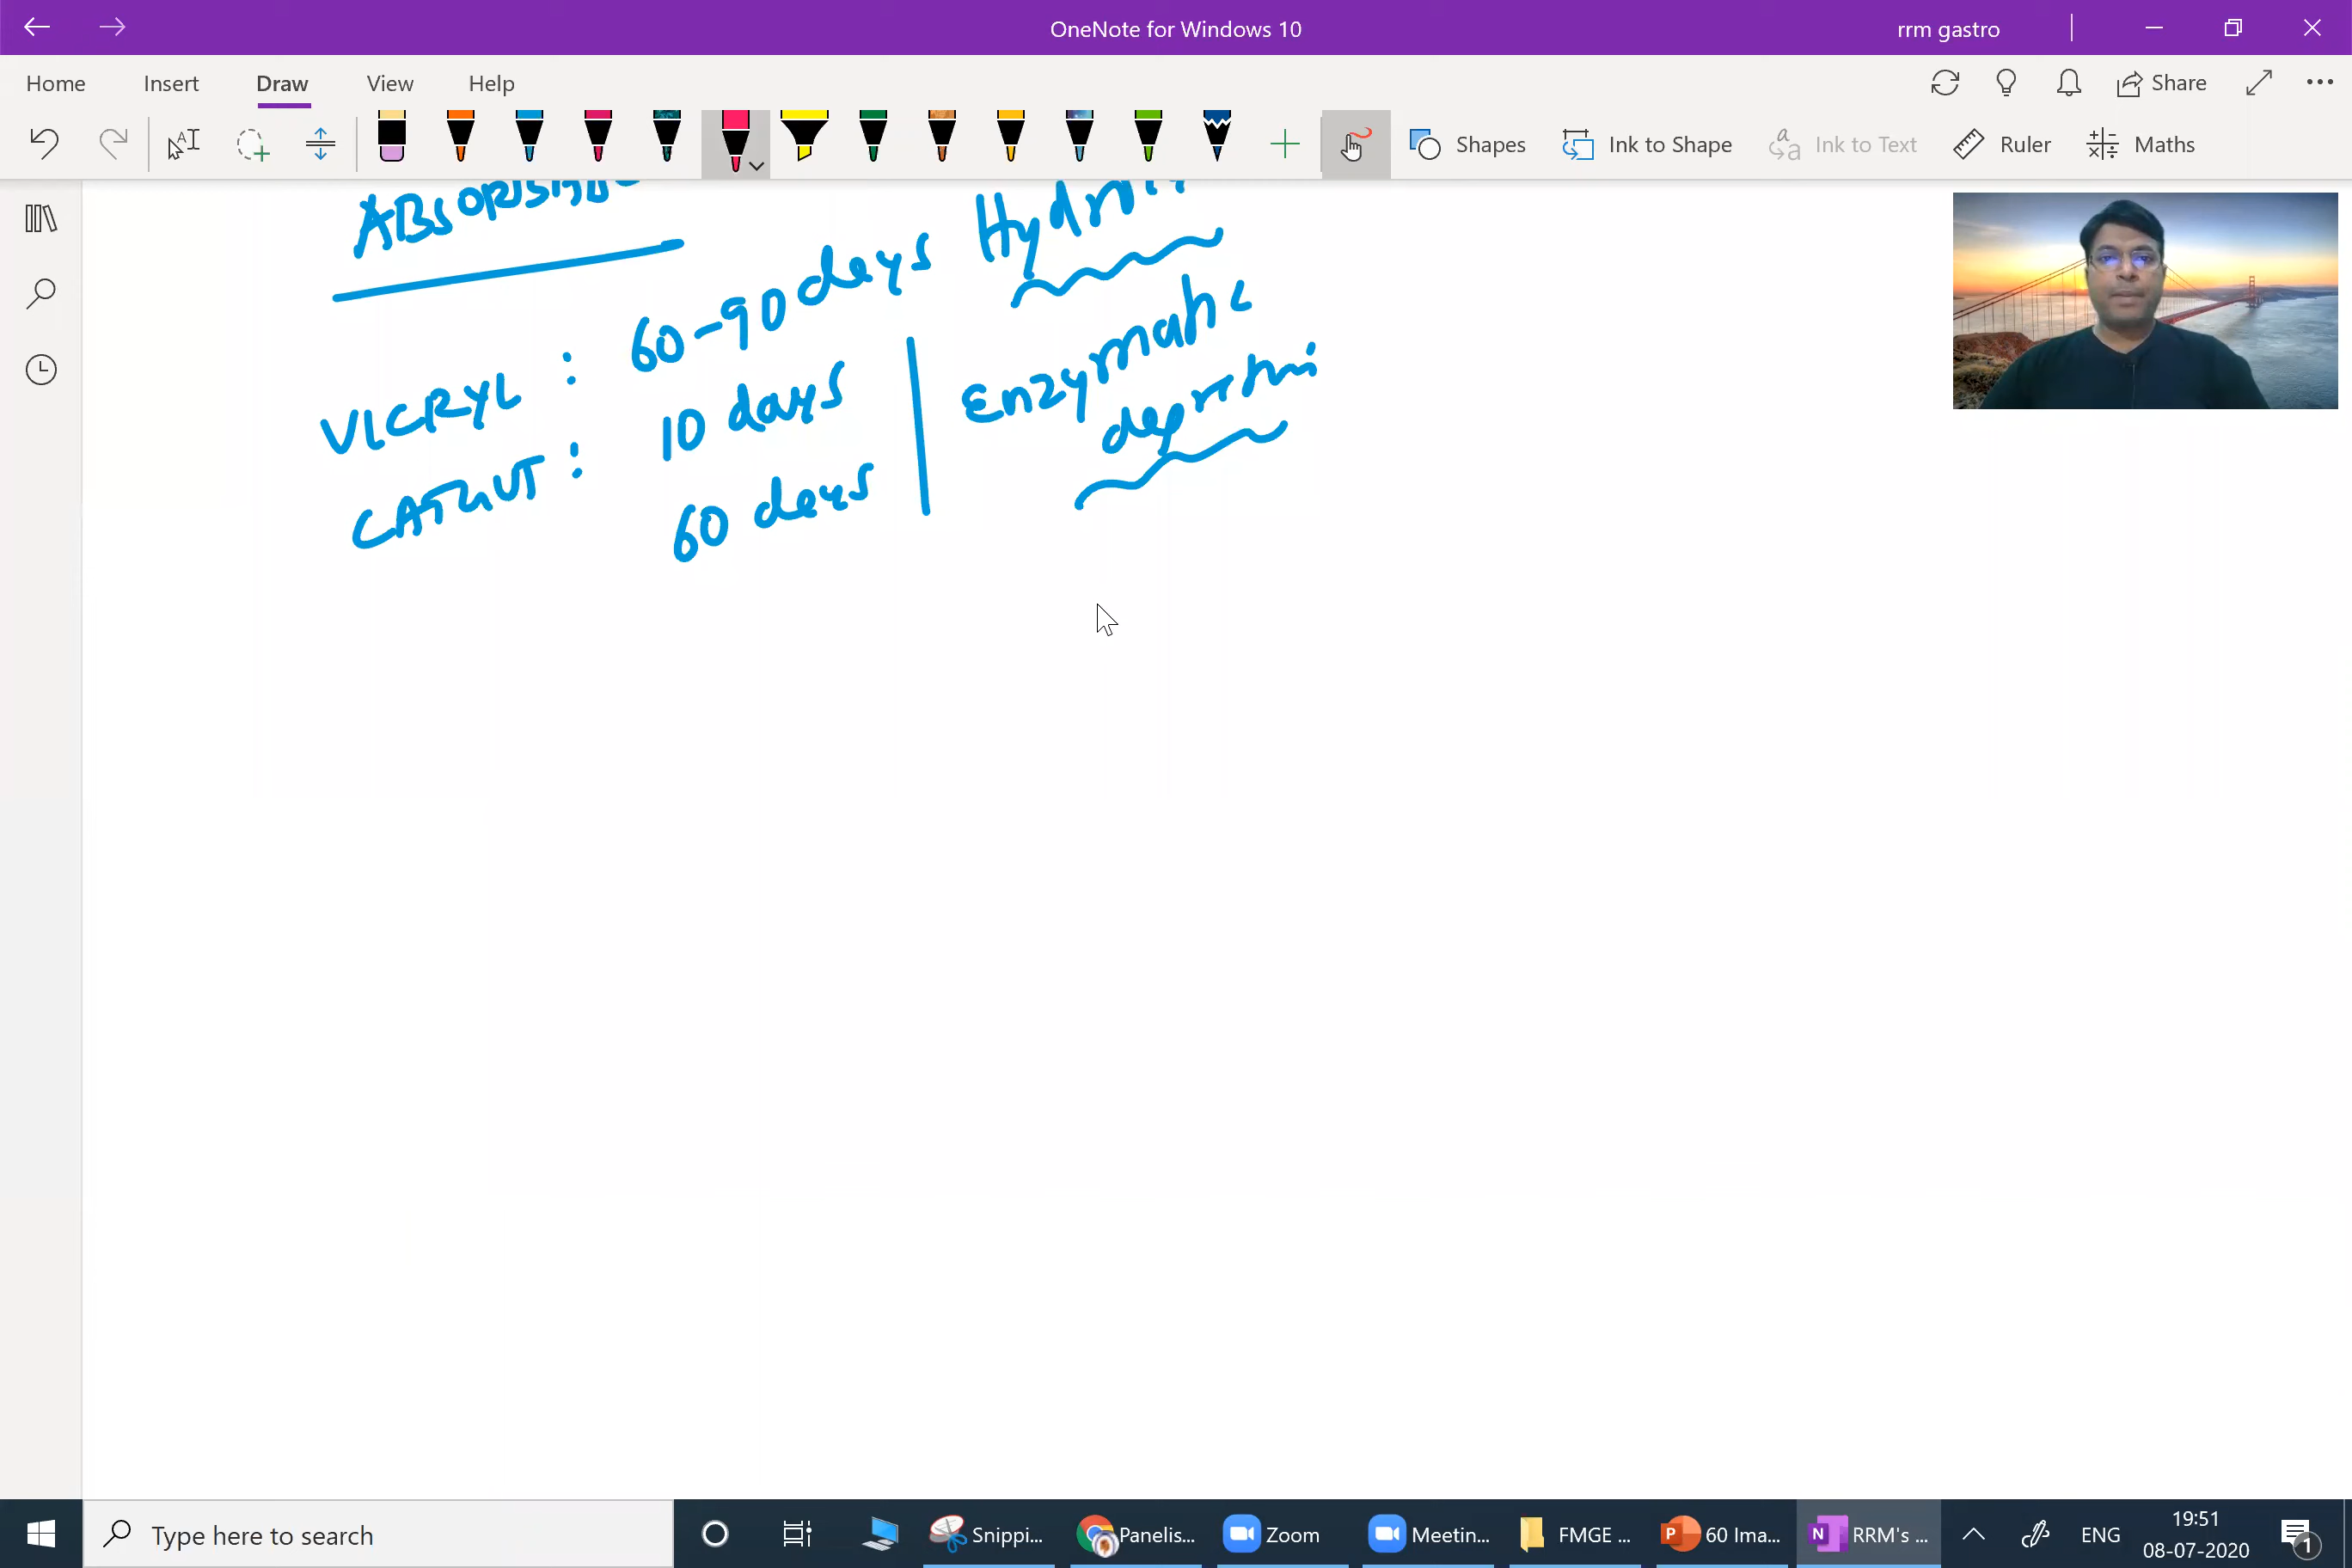 OneNote for Windows 10
rrm gastro
Home Insert Draw View Help
Share
Shapes Ink to Shape Ink to Text Ruler Maths
VICRYL : 60-90 days
CATGUT : 10 days
60 days
Enzymatic
Type here to search
Snippi... Panelis... Zoom Meetin... FMGE ... 60 Ima... RRM's ...
ENG
19:51
08-07-2020
1